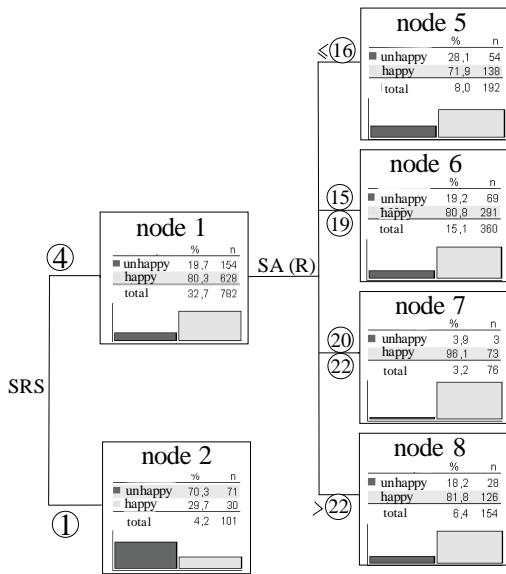 node 5
% n
unhappy 28,1 54
happy 71,9 138
total 8,0 192
≤16
node 6
% n
unhappy 19,2 69
happy 80,8 291
total 15,1 360
15
19
node 1
% n
unhappy 19,7 154
happy 80,3 628
total 32,7 782
4
SA (R)
node 7
% n
unhappy 3,9 3
happy 96,1 73
total 3,2 76
20
22
SRS
node 2
% n
unhappy 70,3 71
happy 29,7 30
total 4,2 101
1
node 8
% n
unhappy 18,2 28
happy 81,8 126
total 6,4 154
>22